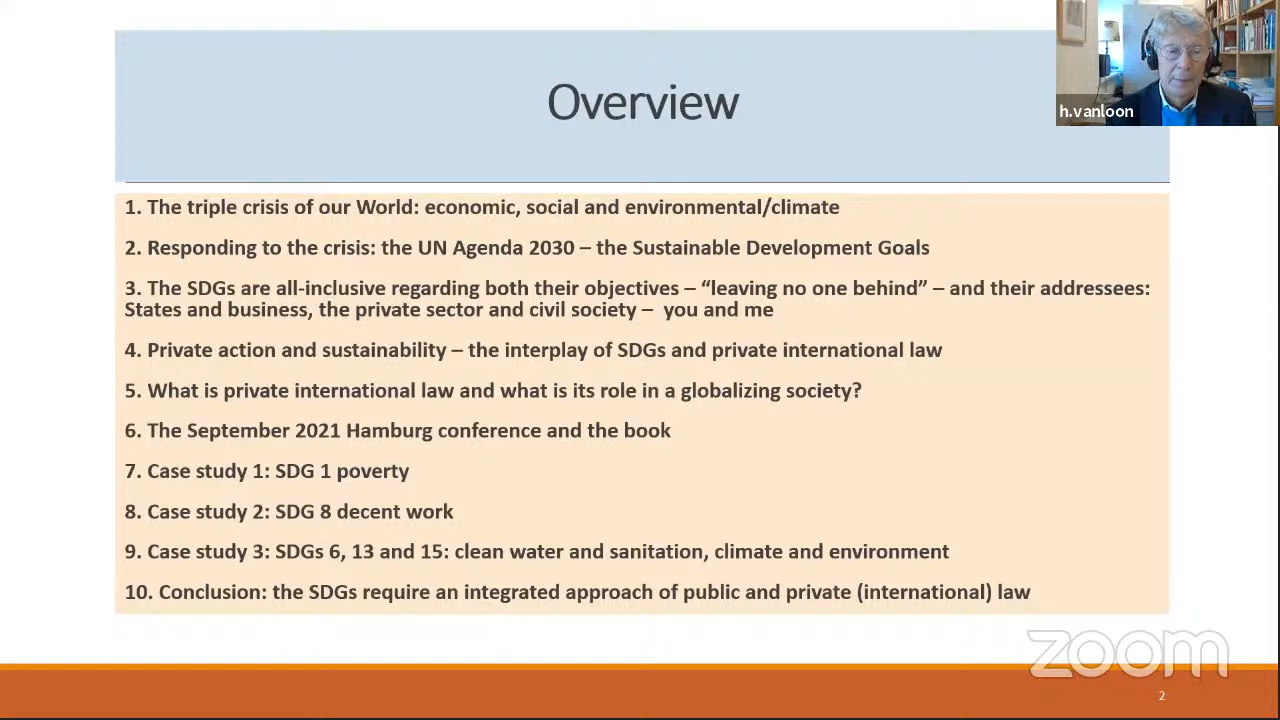 Overview
h.vanloon
1. The triple crisis of our World: economic, social and environmental/climate
2. Responding to the crisis: the UN Agenda 2030 – the Sustainable Development Goals
3. The SDGs are all-inclusive regarding both their objectives – “leaving no one behind” – and their addressees:
States and business, the private sector and civil society – you and me
4. Private action and sustainability – the interplay of SDGs and private international law
5. What is private international law and what is its role in a globalizing society?
6. The September 2021 Hamburg conference and the book
7. Case study 1: SDG 1 poverty
8. Case study 2: SDG 8 decent work
9. Case study 3: SDGs 6, 13 and 15: clean water and sanitation, climate and environment
10. Conclusion: the SDGs require an integrated approach of public and private (international) law
zoom
2